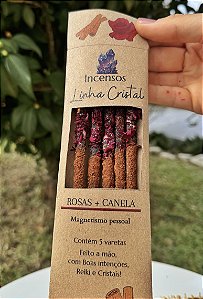 Incensos
Linha Cristal
ROSAS + CANELA
Magnetismo pessoal
Contém 5 varetas
Feito a mão,
com Boas intenções,
Reiki e Cristais!